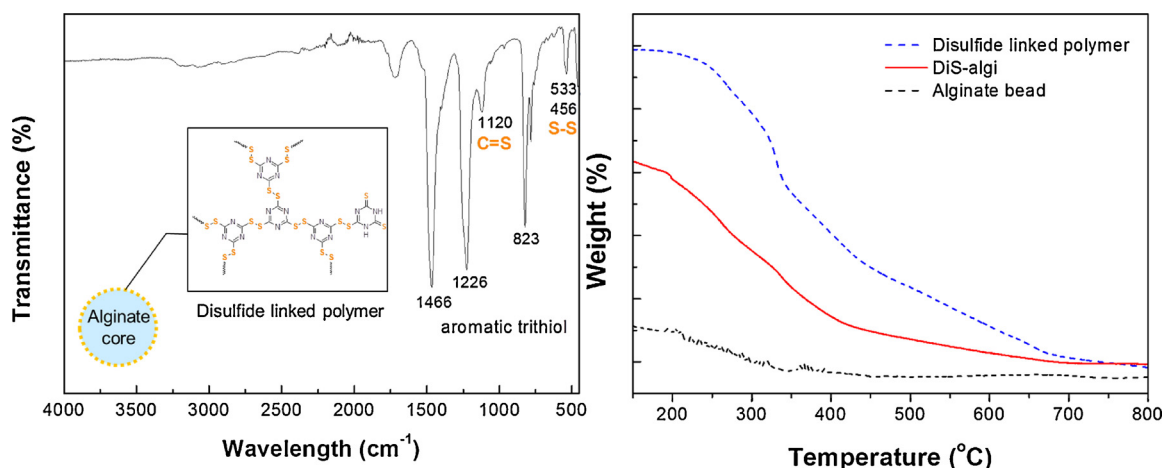 Transmittance (%)
4000 3500 3000 2500 2000 1500 1000 500
Wavelength (cm-1)
1466
1226
1120
C=S
823
533
456
S-S
aromatic trithiol
Disulfide linked polymer
Alginate
core
S S S S
N N N N
N N
S S
S
S
N N S NH
S S N N S S N N S S N N S S N N S
N N N H
S S S S
Weight (%)
200 300 400 500 600 700 800
Temperature (oC)
Disulfide linked polymer
DiS-algi
Alginate bead